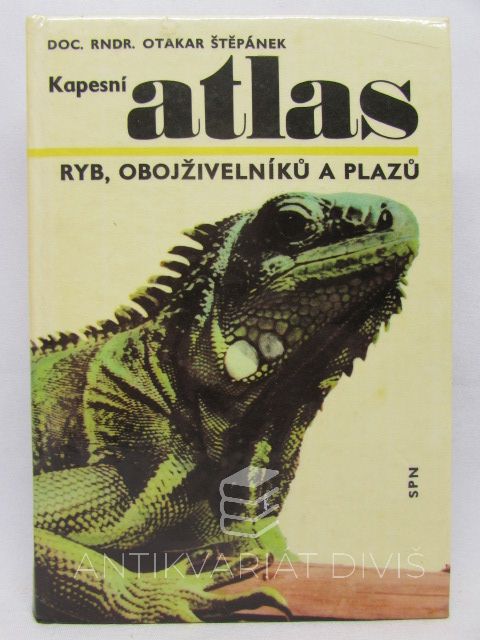 DOC. RNDR. OTAKAR ŠTĚPÁNEK
Kapesní atlas
RYB, OBOJŽIVELNÍKŮ A PLAZŮ
SPN
ANTIKVARIÁT DIVIŠ